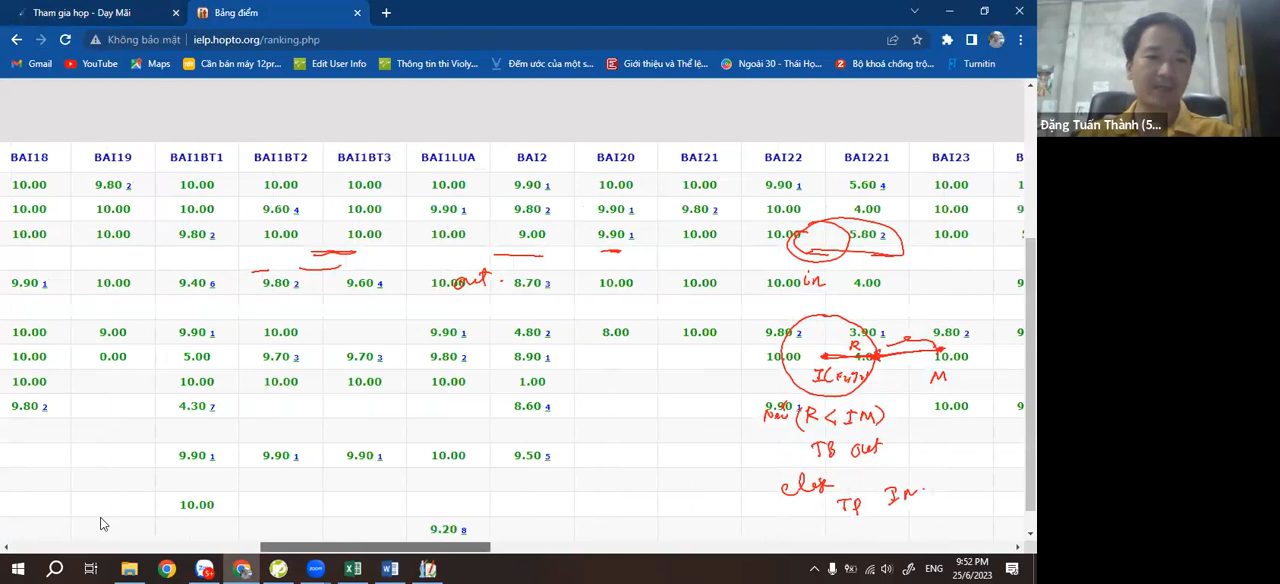 Tham gia họp - Dạy Mãi
Bảng điểm
Không bảo mật
ielp.hopto.org/ranking.php
Gmail YouTube Maps Cần bán máy 12pr... Edit User Info Thông tin thi Violy... Đếm ước của một s... Giới thiệu và Thể lệ... Ngoài 30 - Thái Họ... Bộ khoá chống trộ... Turnitin
Đặng Tuấn Thành (5...
BAI18 BAI19 BAI1BT1 BAI1BT2 BAI1BT3 BAI1LUA BAI2 BAI20 BAI21 BAI22 BAI221 BAI23 B
10.00 9.80 2 10.00 10.00 10.00 10.00 9.90 1 10.00 10.00 9.90 1 5.60 4 10.00 1
10.00 10.00 10.00 9.60 4 10.00 9.90 1 9.80 2 9.90 1 9.80 2 10.00 4.00 10.00 9
10.00 10.00 9.80 2 10.00 10.00 10.00 9.00 9.90 1 10.00 10.00 5.80 2 10.00
9.90 1 10.00 9.40 6 9.80 2 9.60 4 10.00 out 8.70 3 10.00 10.00 10.00 in 4.00 9
10.00 9.00 9.90 1 10.00 9.90 1 4.80 2 8.00 10.00 9.80 2 3.90 1 9.80 2 9
R
10.00 0.00 5.00 9.70 3 9.70 3 9.80 2 8.90 1 10.00 10.00
M
10.00 10.00 10.00 10.00 10.00 1.00
9.80 2 4.30 7 8.60 4 9.90 10.00 9
(R < IM)
TB out
9.90 1 9.90 1 9.90 1 10.00 9.50 5
TP In
10.00
9.20 8
ENG
9:52 PM
25/6/2023